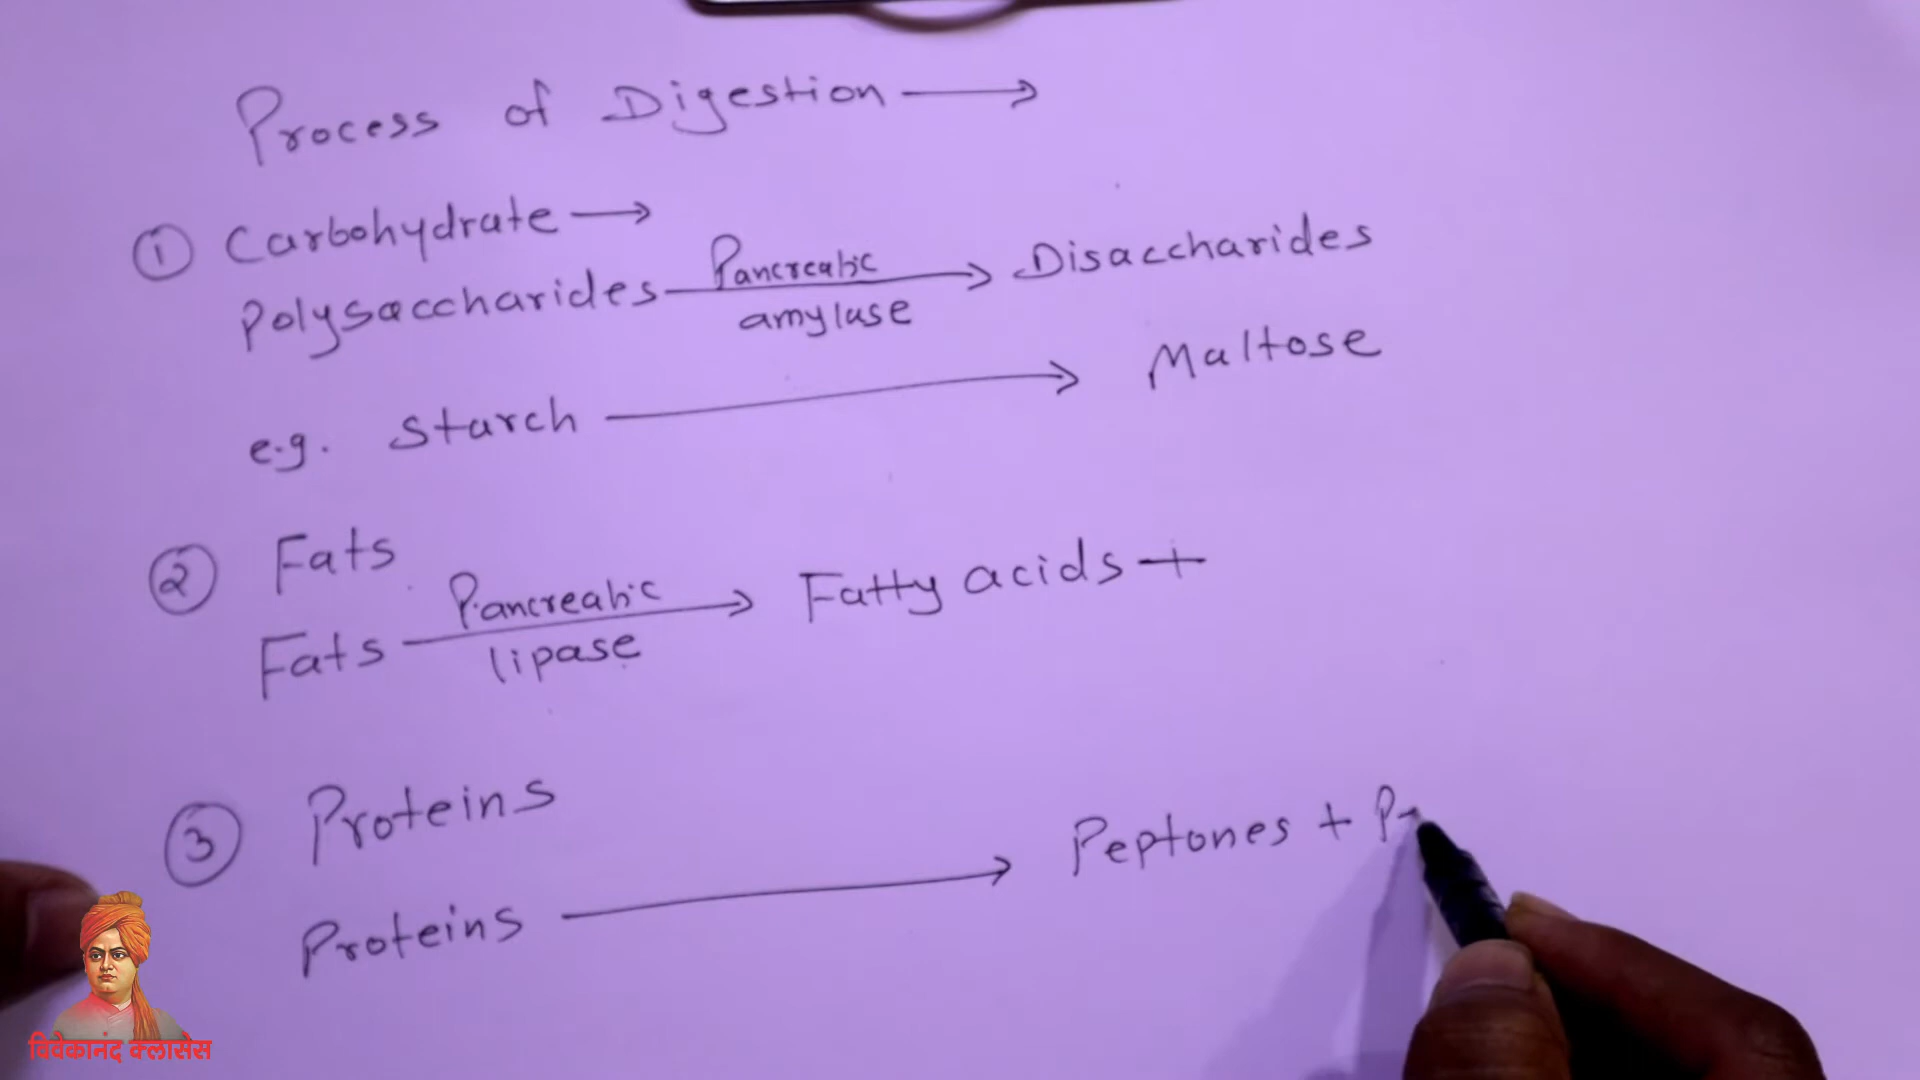 Process of Digestion →
① Carbohydrate →
Polysaccharides Pancreatic amylase → Disaccharides
e.g. Starch → Maltose
② Fats
Fats Pancreatic lipase → Fatty acids +
③ Proteins
Proteins → Peptones + Pr
विवेकानंद क्लासेस